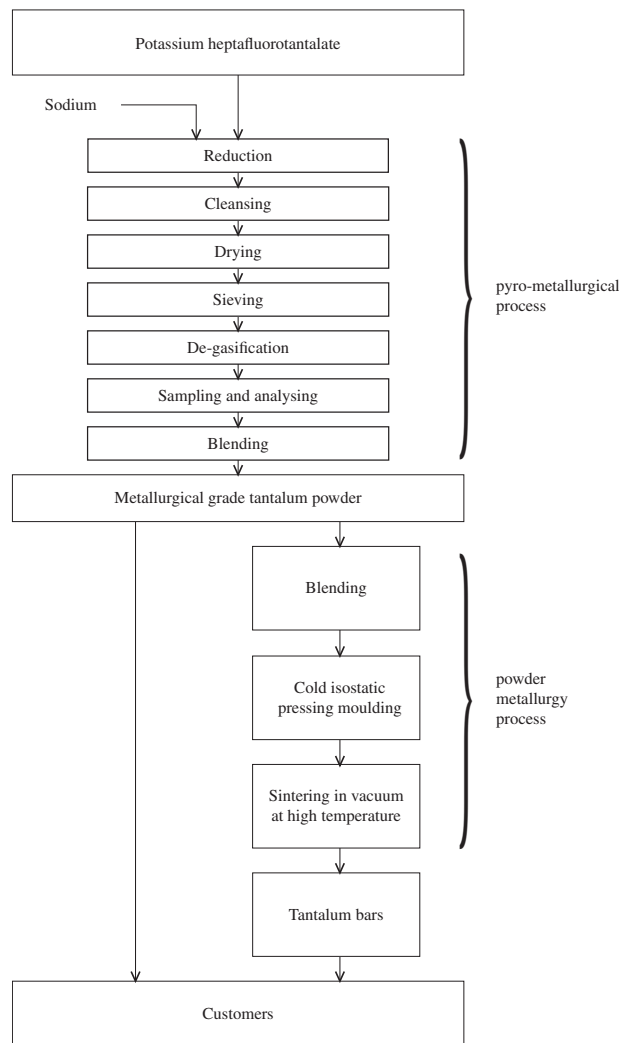 Potassium heptafluorotantalate
Sodium
Reduction
Cleansing
Drying
Sieving
De-gasification
Sampling and analysing
Blending
pyro-metallurgical
process
Metallurgical grade tantalum powder
Blending
Cold isostatic
pressing moulding
Sintering in vacuum
at high temperature
powder
metallurgy
process
Tantalum bars
Customers